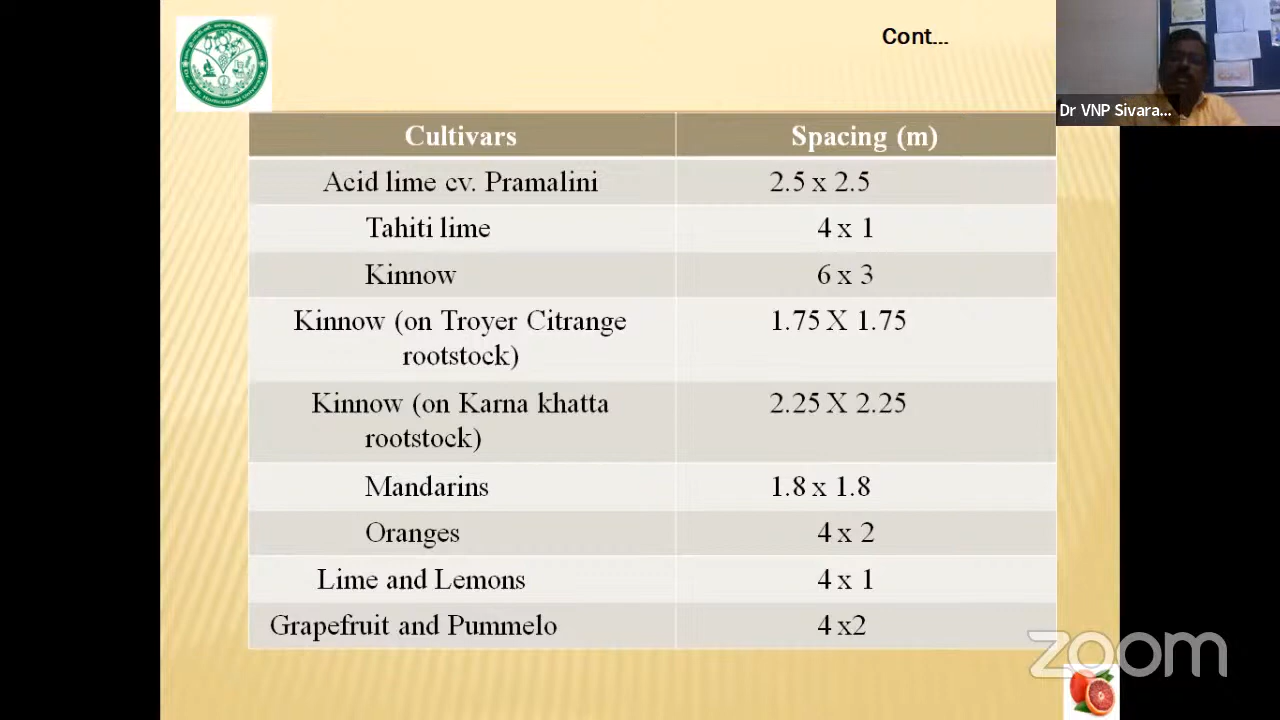 Cont...
Dr VNP Sivara...
Cultivars Spacing (m)
Acid lime cv. Pramalini 2.5 x 2.5
Tahiti lime 4 x 1
Kinnow 6 x 3
Kinnow (on Troyer Citrange 1.75 X 1.75
rootstock)
Kinnow (on Karna khatta 2.25 X 2.25
rootstock)
Mandarins 1.8 x 1.8
Oranges 4 x 2
Lime and Lemons 4 x 1
Grapefruit and Pummelo 4 x2
zoom